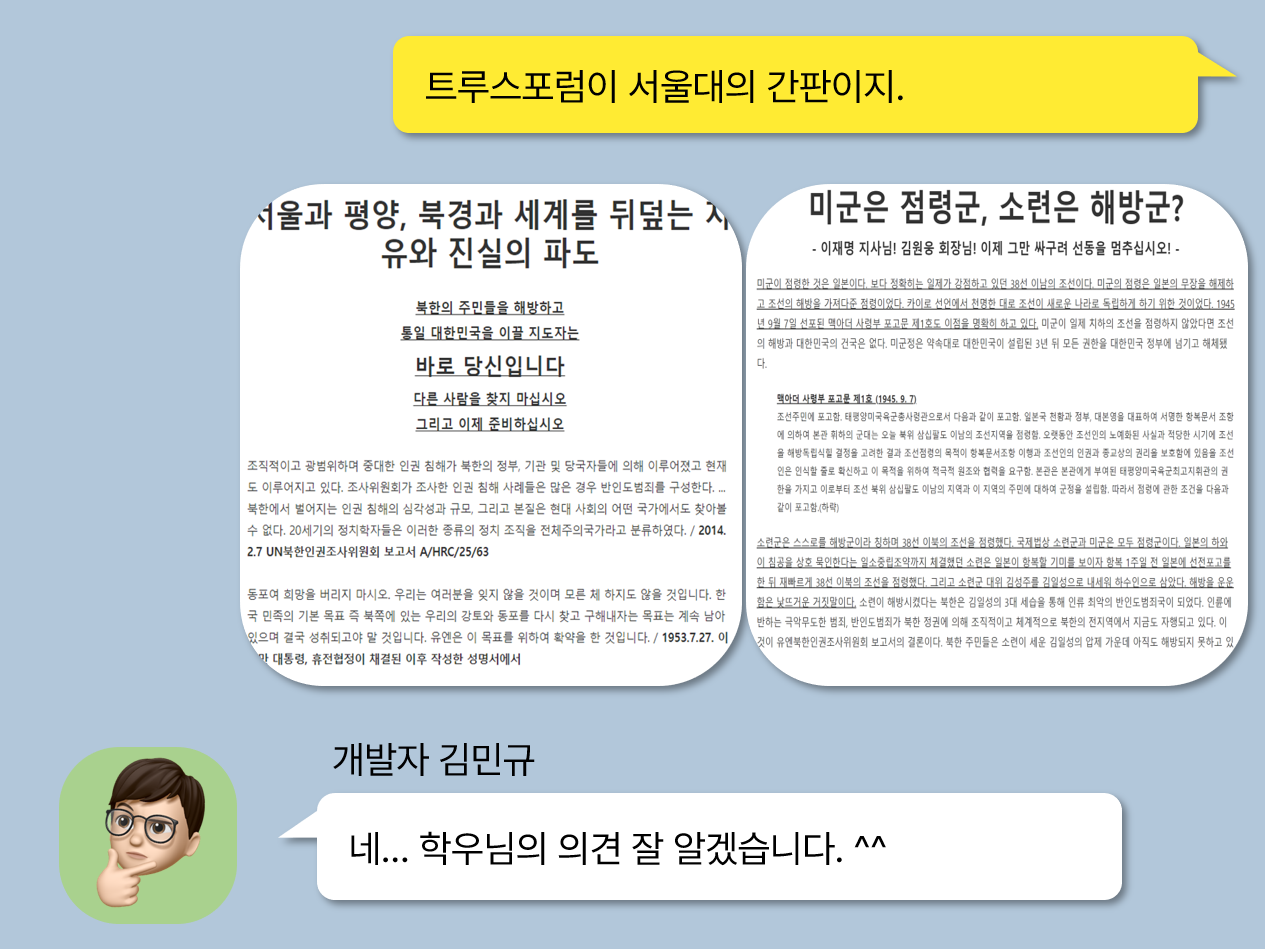 트루스포럼이 서울대의 간판이지.
서울과 평양, 북경과 세계를 뒤덮는 자
유와 진실의 파도
북한의 주민들을 해방하고
통일 대한민국을 이끌 지도자는
바로 당신입니다
다른 사람을 찾지 마십시오
그리고 이제 준비하십시오
조직적이고 광범위하며 중대한 인권 침해가 북한의 정부, 기관 및 당국자들에 의해 이루어졌고 현재
도 이루어지고 있다. 조사위원회가 조사한 인권 침해 사례들은 많은 경우 반인도범죄를 구성한다. ...
북한에서 벌어지는 인권 침해의 심각성과 규모, 그리고 본질은 현대 사회의 어떤 국가에서도 찾아볼
수 없다. 20세기의 정치학자들은 이러한 종류의 정치 조직을 전체주의국가라고 분류하였다. / 2014.
2.7 UN북한인권조사위원회 보고서 A/HRC/25/63
동포여 희망을 버리지 마시오. 우리는 여러분을 잊지 않을 것이며 모른 체 하지도 않을 것입니다. 한
국 민족의 기본 목표 즉 북쪽에 있는 우리의 강토와 동포를 다시 찾고 구해내자는 목표는 계속 남아
있으며 결국 성취되고야 말 것입니다. 유엔은 이 목표를 위하여 확약을 한 것입니다. / 1953.7.27. 이
만 대통령, 휴전협정이 채결된 이후 작성한 성명서에서
미군은 점령군, 소련은 해방군?
- 이재명 지사님! 김원웅 회장님! 이제 그만 싸구려 선동을 멈추십시오! -
미군이 점령한 것은 일본이다. 보다 정확히는 일제가 강점하고 있던 38선 이남의 조선이다. 미군의 점령은 일본의 무장을 해제하
고 조선의 해방을 가져다준 점령이었다. 카이로 선언에서 천명한 대로 조선이 새로운 나라로 독립하게 하기 위한 것이었다. 1945
년 9월 7일 선포된 맥아더 사령부 포고문 제1호도 이점을 명확히 하고 있다. 미군이 일제 치하의 조선을 점령하지 않았다면 조선
의 해방과 대한민국의 건국은 없다. 미군정은 약속대로 대한민국이 설립된 3년 뒤 모든 권한을 대한민국 정부에 넘기고 해체됐
다.
맥아더 사령부 포고문 제1호 (1945. 9. 7)
조선주민에 포고함. 태평양미국육군총사령관으로서 다음과 같이 포고함. 일본국 천황과 정부, 대본영을 대표하여 서명한 항복문서 조항
에 의하여 본관 휘하의 군대는 오늘 북위 삼십팔도 이남의 조선지역을 점령함. 오랫동안 조선인의 노예화된 사실과 적당한 시기에 조선
을 해방독립식힐 결정을 고려한 결과 조선점령의 목적이 항복문서조항 이행과 조선인의 인권과 종교상의 권리을 보호함에 있음을 조선
인은 인식할 줄로 확신하고 이 목적을 위하여 적극적 원조와 협력을 요구함. 본관은 본관에게 부여된 태평양미국육군최고지휘관의 권
한을 가지고 이로부터 조선 북위 삼십팔도 이남의 지역과 이 지역의 주민에 대하여 군정을 설립함. 따라서 점령에 관한 조건을 다음과
같이 포고함.(하략)
소련군은 스스로를 해방군이라 칭하며 38선 이북의 조선을 점령했다. 국제법상 소련군과 미군은 모두 점령군이다. 일본의 하와
이 침공을 상호 묵인한다는 일소중립조약까지 체결했던 소련은 일본이 항복할 기미를 보이자 항복 1주일 전 일본에 선전포고를
한 뒤 재빠르게 38선 이북의 조선을 점령했다. 그리고 소련군 대위 김성주를 김일성으로 내세워 하수인으로 삼았다. 해방을 운운
함은 낯뜨거운 거짓말이다. 소련이 해방시켰다는 북한은 김일성의 3대 세습을 통해 인류 최악의 반인도범죄국이 되었다. 인륜에
반하는 극악무도한 범죄, 반인도범죄가 북한 정권에 의해 조직적이고 체계적으로 북한의 전지역에서 지금도 자행되고 있다. 이
것이 유엔북한인권조사위원회 보고서의 결론이다. 북한 주민들은 소련이 세운 김일성의 압제 가운데 아직도 해방되지 못하고 있
개발자 김민규
네... 학우님의 의견 잘 알겠습니다. ^^